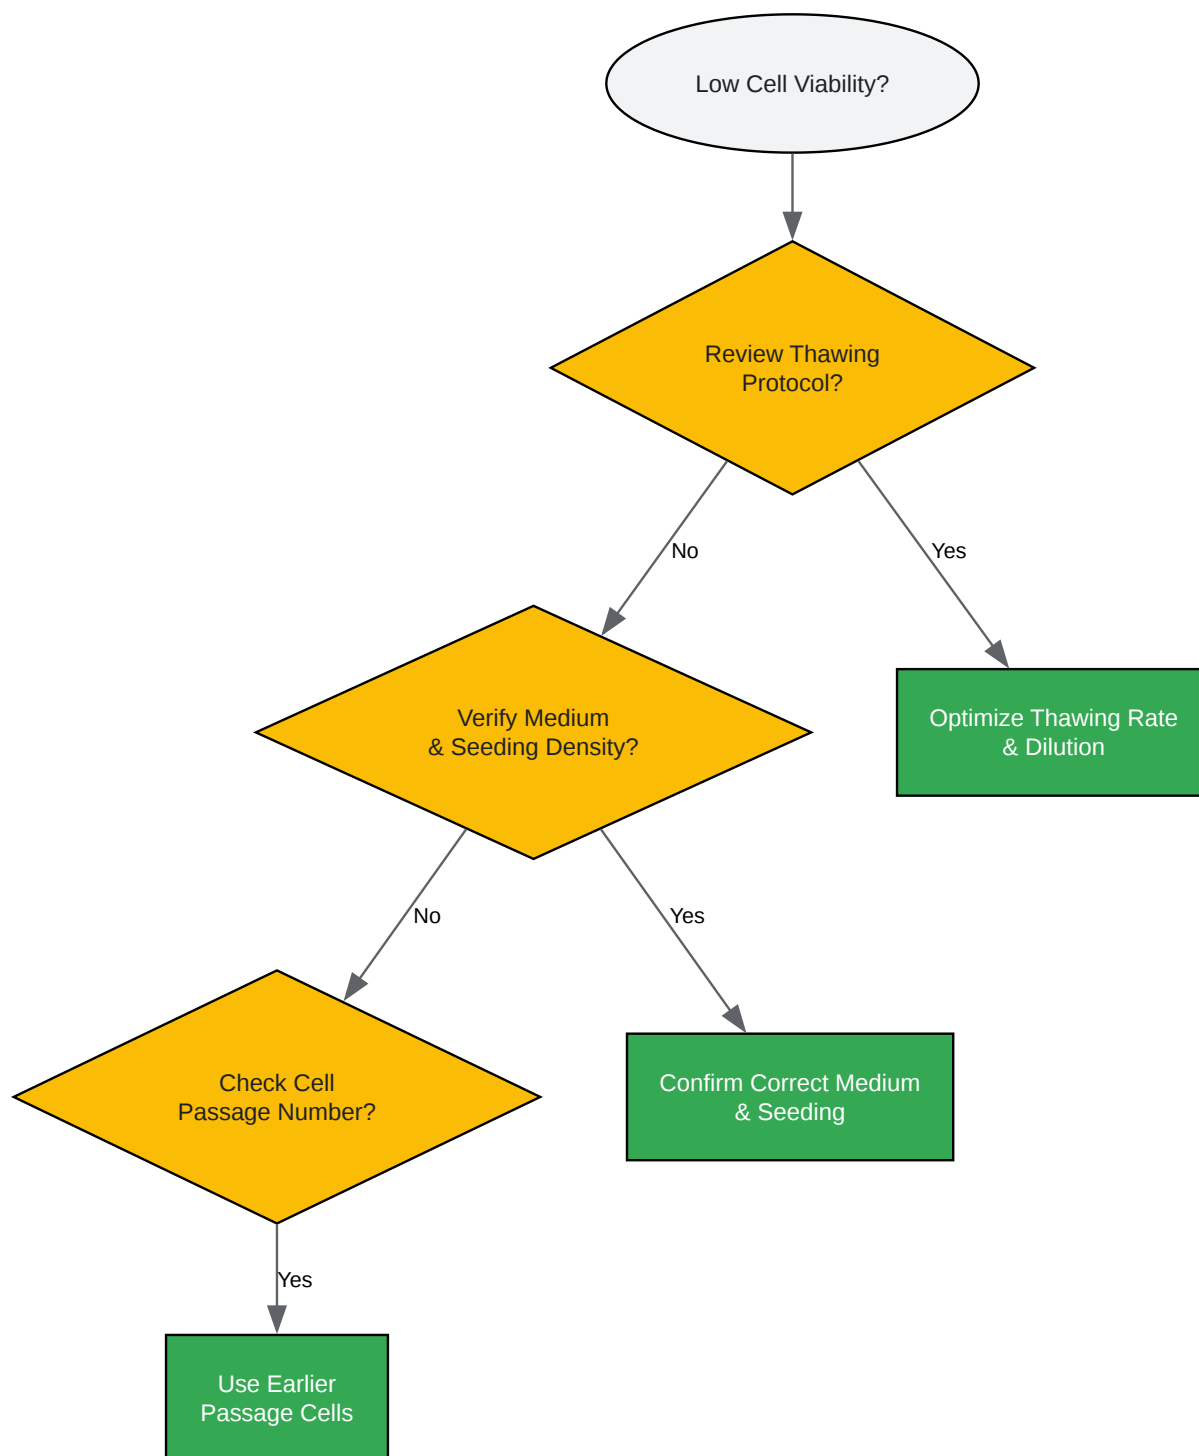 Low Cell Viability?
Review Thawing
Protocol?
No
Yes
Verify Medium
& Seeding Density?
Optimize Thawing Rate
& Dilution
No
Yes
Check Cell
Passage Number?
Confirm Correct Medium
& Seeding
Yes
Use Earlier
Passage Cells